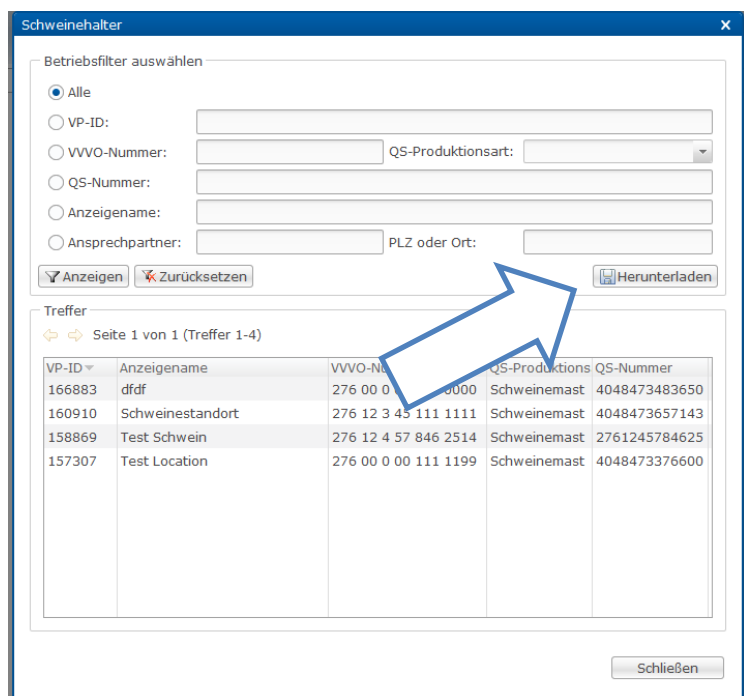 Schweinehalter x
Betriebsfilter auswählen
Alle
VP-ID:
VVVO-Nummer: QS-Produktionsart:
QS-Nummer:
Anzeigename:
Ansprechpartner: PLZ oder Ort:
Anzeigen Zurücksetzen Herunterladen
Treffer
Seite 1 von 1 (Treffer 1-4)
VP-ID Anzeigename QS-Produktions QS-Nummer
166883 dfdf 276 00 0 0000 Schweinemast 4048473483650
160910 Schweinestandort 276 12 3 45 111 1111 Schweinemast 4048473657143
158869 Test Schwein 276 12 4 57 846 2514 Schweinemast 2761245784625
157307 Test Location 276 00 0 00 111 1199 Schweinemast 4048473376600
Schließen